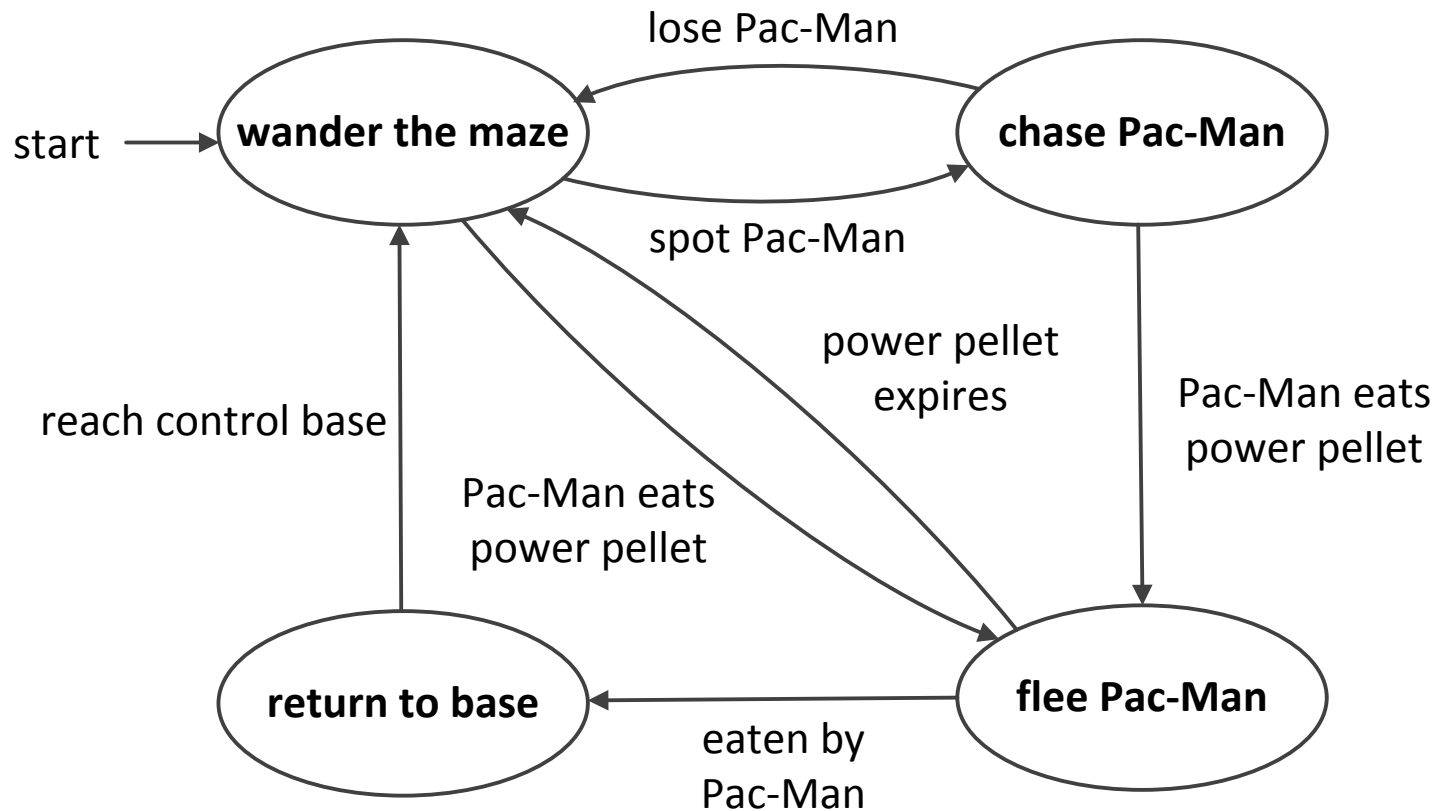 lose Pac-Man
start
wander the maze
chase Pac-Man
spot Pac-Man
power pellet
expires
reach control base
Pac-Man eats
power pellet
Pac-Man eats
power pellet
return to base
flee Pac-Man
eaten by
Pac-Man